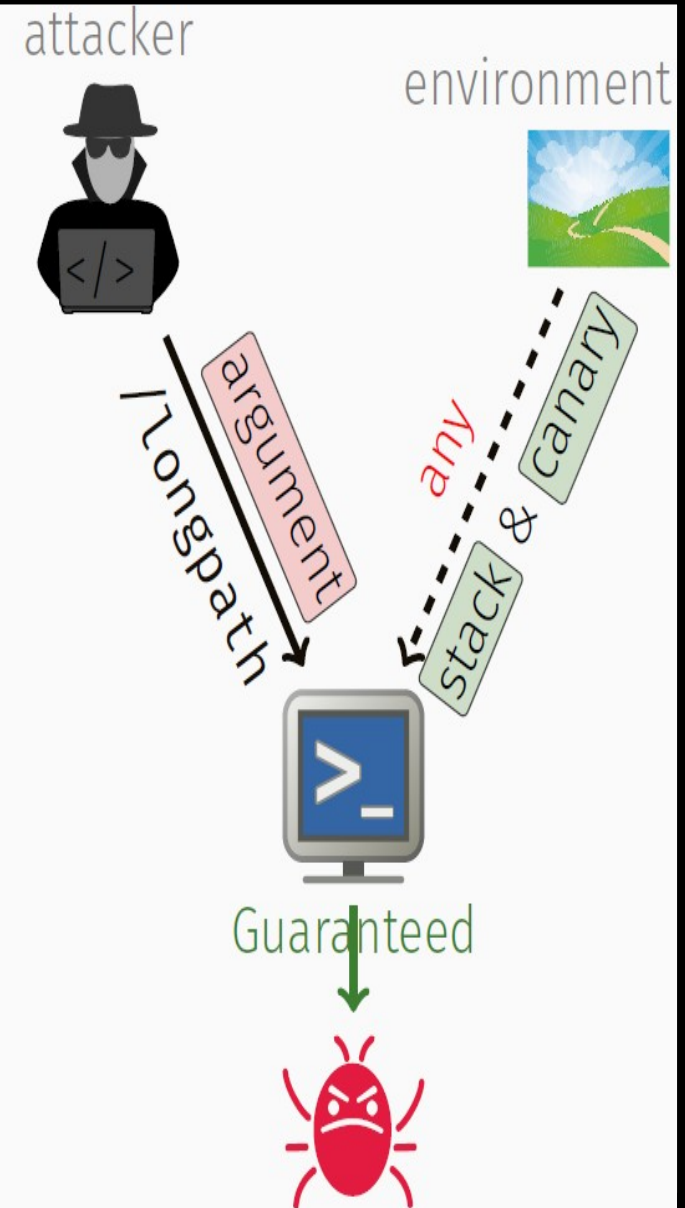 attacker
environment
</>
argument
/longpath
any
stack & canary
>_
Guaranteed